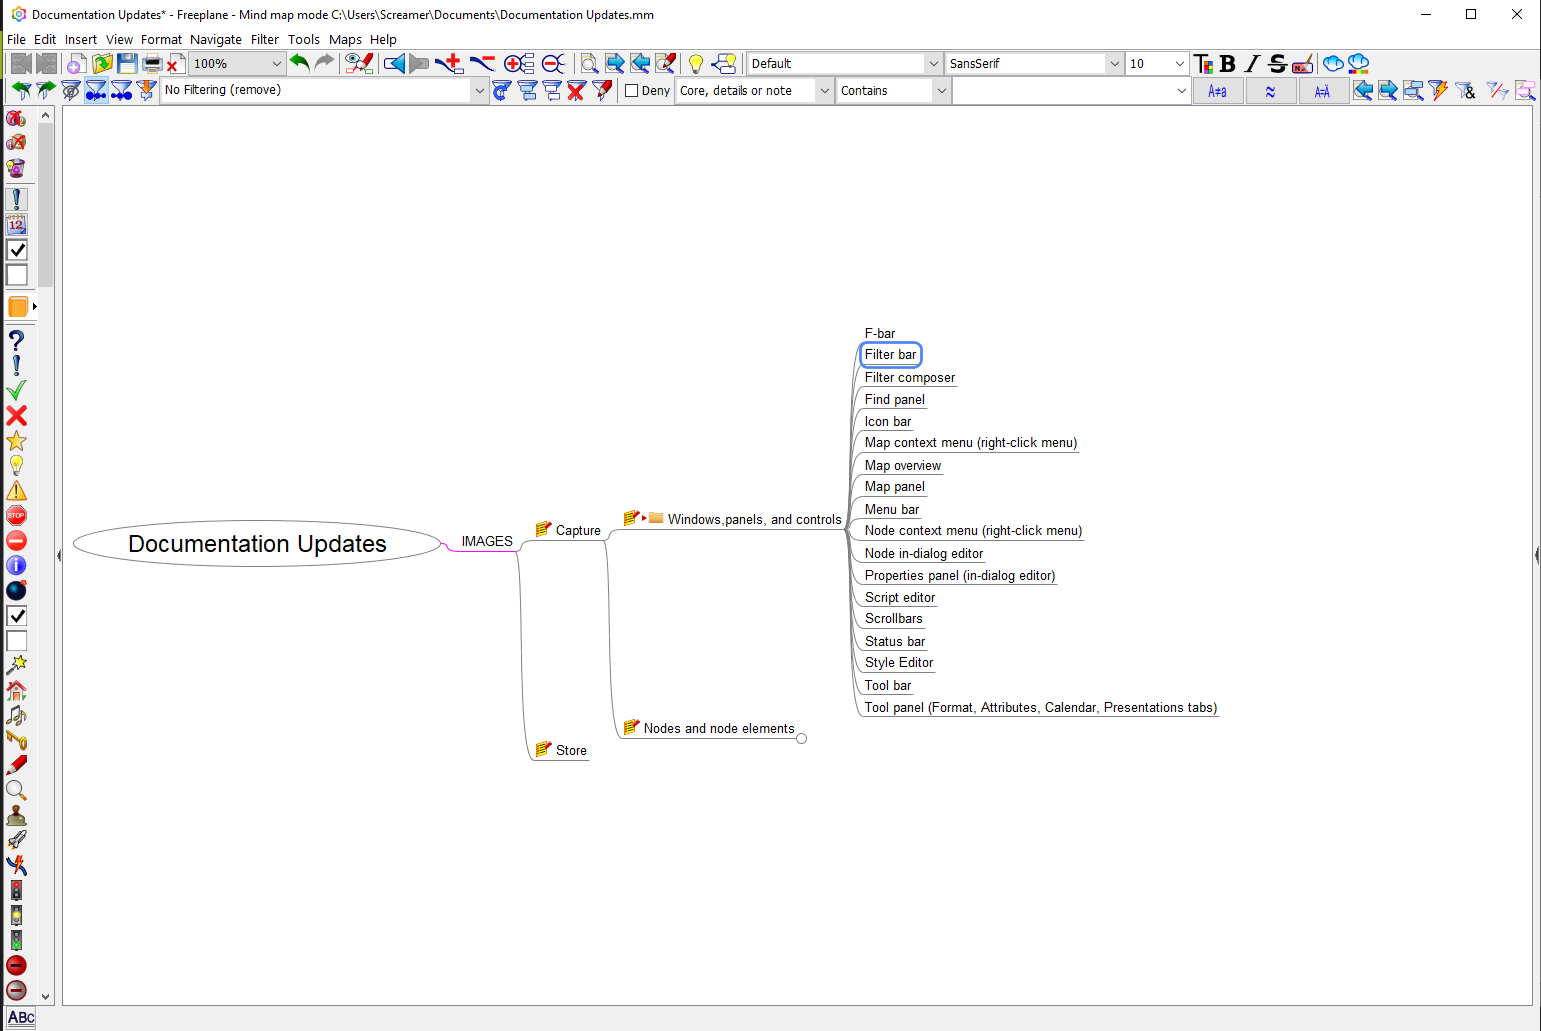 Documentation Updates* - Freeplane - Mind map mode C:\Users\Screamer\Documents\Documentation Updates.mm
File Edit Insert View Format Navigate Filter Tools Maps Help
100% Default SansSerif 10 T B I S
No Filtering (remove) Deny Core, details or note Contains A≠a ≈ A=Ä &
12
F-bar
Filter bar
Filter composer
Find panel
Icon bar
Map context menu (right-click menu)
Map overview
Map panel
Menu bar
Node context menu (right-click menu)
Node in-dialog editor
Properties panel (in-dialog editor)
Script editor
Scrollbars
Status bar
Style Editor
Tool bar
Tool panel (Format, Attributes, Calendar, Presentations tabs)
Windows,panels, and controls
Capture
IMAGES
Documentation Updates
Nodes and node elements
Store
STOP
ABc